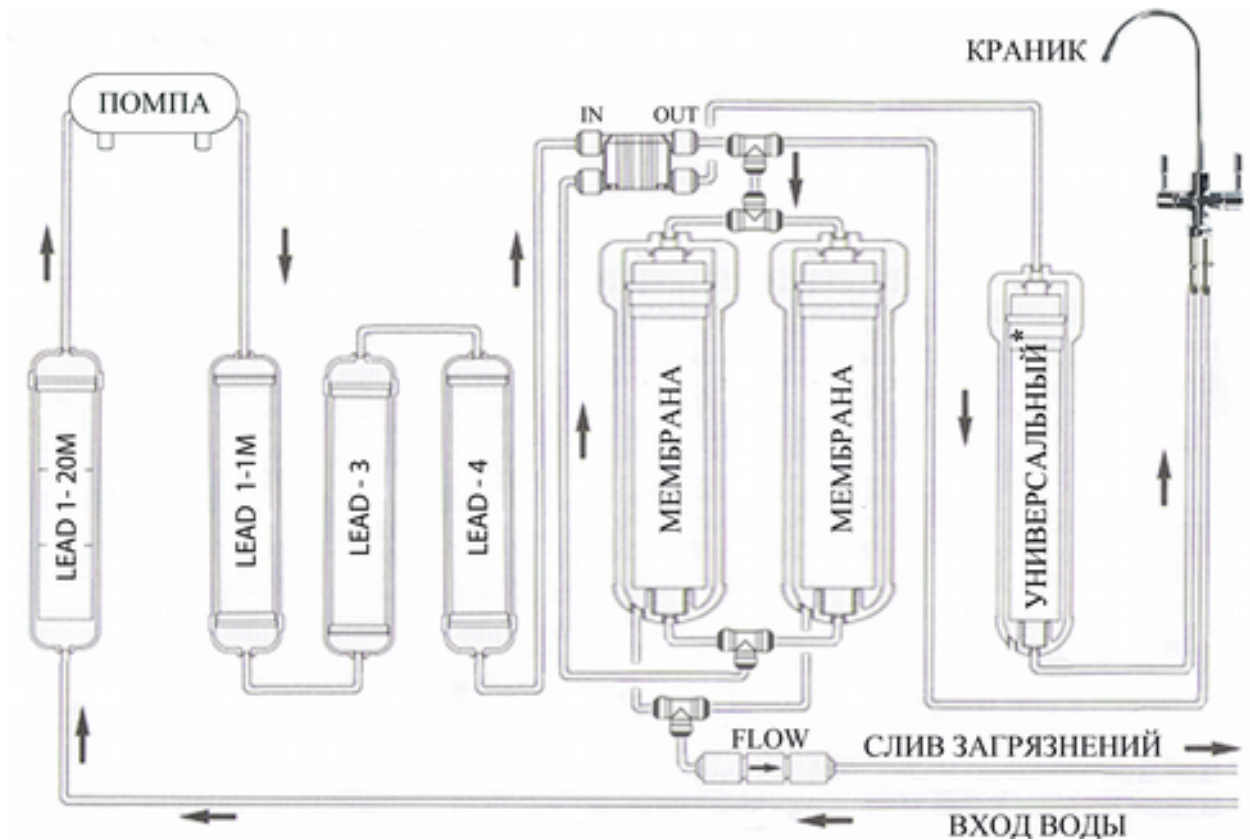 КРАНИК
ПОМПА
IN OUT
LEAD 1-20M
LEAD 1-1M
LEAD - 3
LEAD - 4
МЕМБРАНА
МЕМБРАНА
УНИВЕРСАЛЬНЫЙ*
FLOW
СЛИВ ЗАГРЯЗНЕНИЙ
ВХОД ВОДЫ